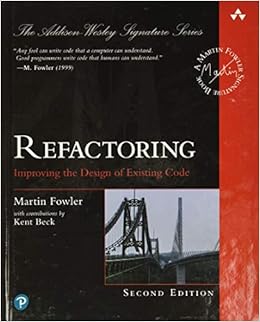 The Addison-Wesley Signature Series
"Any fool can write code that a computer can understand.
Good programmers write code that humans can understand."
—M. Fowler (1999)
A MARTIN FOWLER SIGNATURE BOOK
Martin
REFACTORING
Improving the Design of Existing Code
Martin Fowler
with contributions by
Kent Beck
SECOND EDITION
P